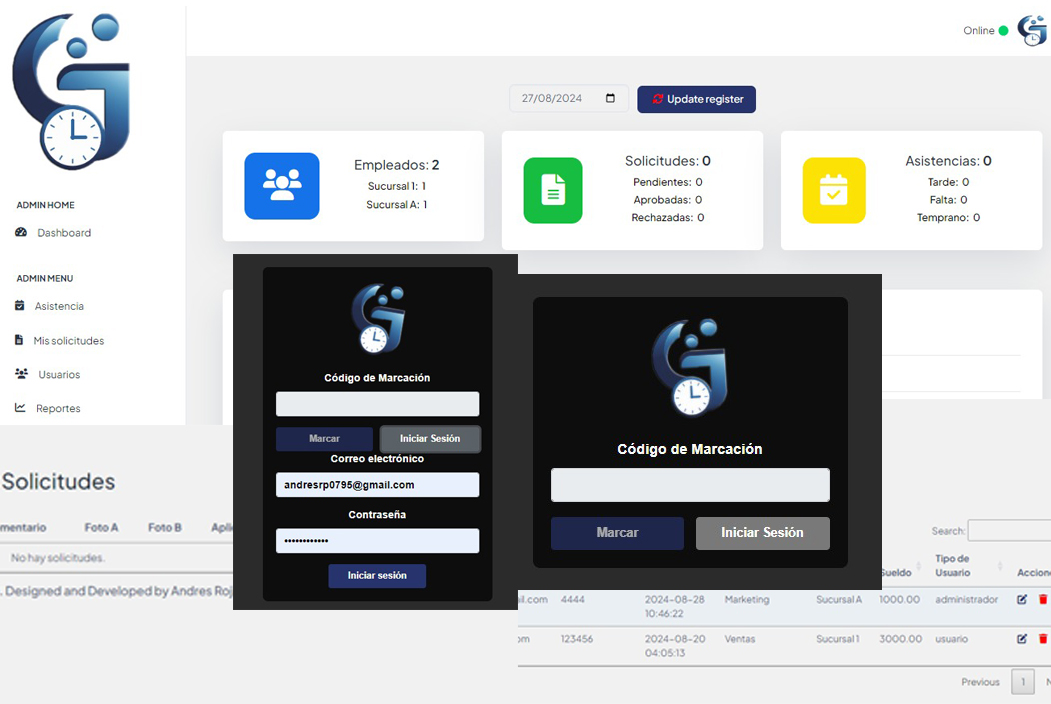 Online
27/08/2024
Update register
Empleados: 2
Sucursal 1: 1
Sucursal A: 1
Solicitudes: 0
Pendientes: 0
Aprobadas: 0
Rechazadas: 0
Asistencias: 0
Tarde: 0
Falta: 0
Temprano: 0
ADMIN HOME
Dashboard
ADMIN MENU
Asistencia
Mis solicitudes
Usuarios
Reportes
Código de Marcación
Marcar
Iniciar Sesión
Correo electrónico
andresrp0795@gmail.com
Contraseña
••••••••••••
Iniciar sesión
Código de Marcación
Marcar
Iniciar Sesión
Solicitudes
mentario Foto A Foto B Apli
No hay solicitudes.
. Designed and Developed by Andres Roj
Search:
Sueldo
Tipo de
Usuario
Accione
il.com 4444 2024-08-28 Marketing Sucursal A 1000.00 administrador
10:46:22
om 123456 2024-08-20 Ventas Sucursal 1 3000.00 usuario
04:05:13
Previous 1 N